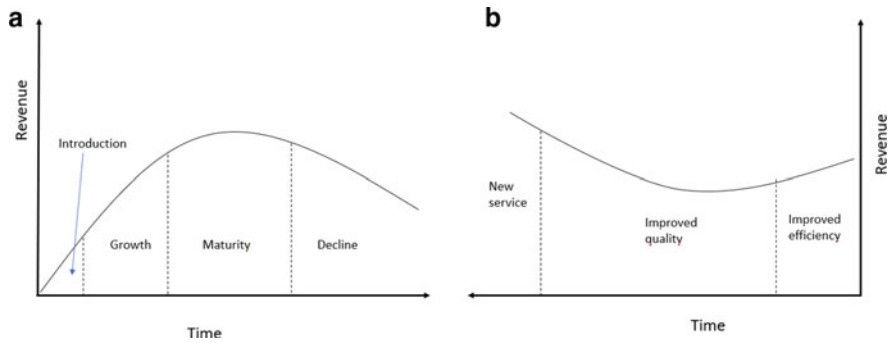 a
Revenue
Introduction
Growth
Maturity
Decline
Time
b
Revenue
New
service
Improved
quality
Improved
efficiency
Time